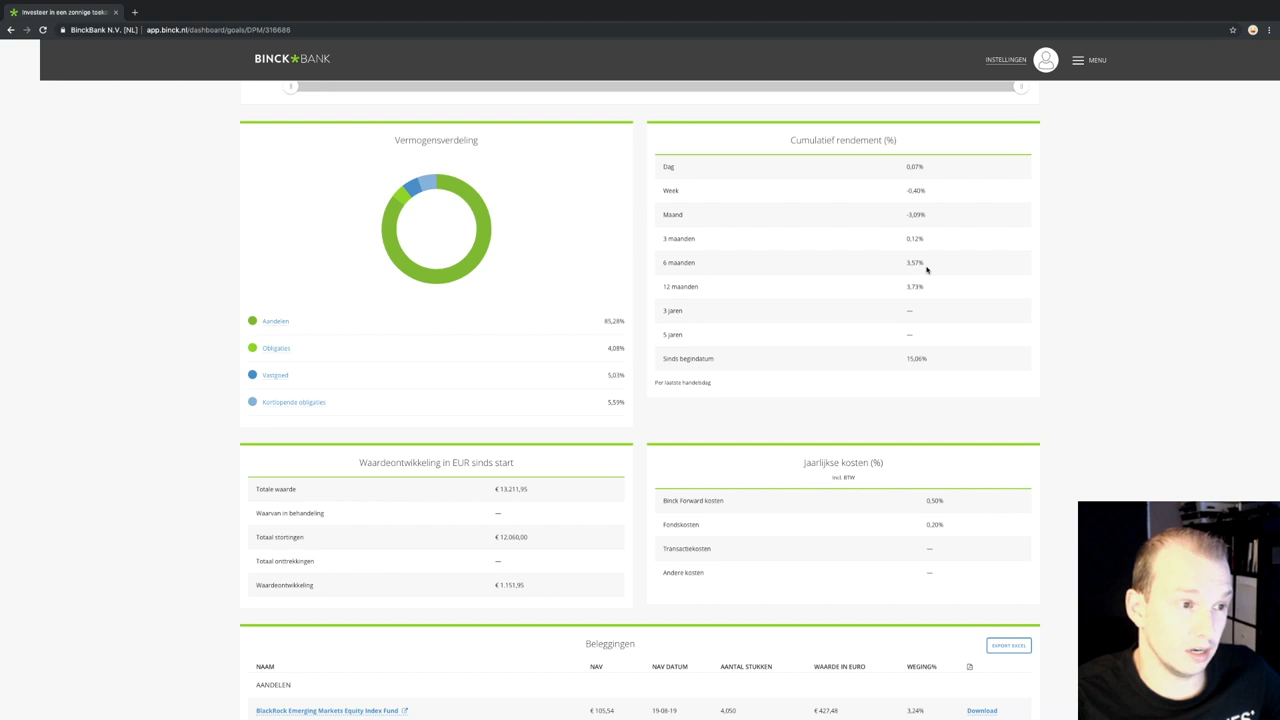 Investeer in een zonnige toek
BinckBank N.V. [NL] app.binck.nl/dashboard/goals/DPM/316686
BINCK BANK
INSTELLINGEN
MENU
Vermogensverdeling
Aandelen 85,28%
Obligaties 4,08%
Vastgoed 5,03%
Kortlopende obligaties 5,59%
Cumulatief rendement (%)
Dag 0,07%
Week -0,40%
Maand -3,09%
3 maanden 0,12%
6 maanden 3,57%
12 maanden 3,73%
3 jaren —
5 jaren —
Sinds begindatum 15,06%
Per laatste handelsdag
Waardeontwikkeling in EUR sinds start
Totale waarde € 13.211,95
Waarvan in behandeling —
Totaal stortingen € 12.060,00
Totaal onttrekkingen —
Waardeontwikkeling € 1.151,95
Jaarlijkse kosten (%)
Incl. BTW
Binck Forward kosten 0,50%
Fondskosten 0,20%
Transactiekosten —
Andere kosten —
Beleggingen
EXPORT EXCEL
NAAM NAV NAV DATUM AANTAL STUKKEN WAARDE IN EURO WEGING%
AANDELEN
BlackRock Emerging Markets Equity Index Fund € 105,54 19-08-19 4,050 € 427,48 3,24% Download